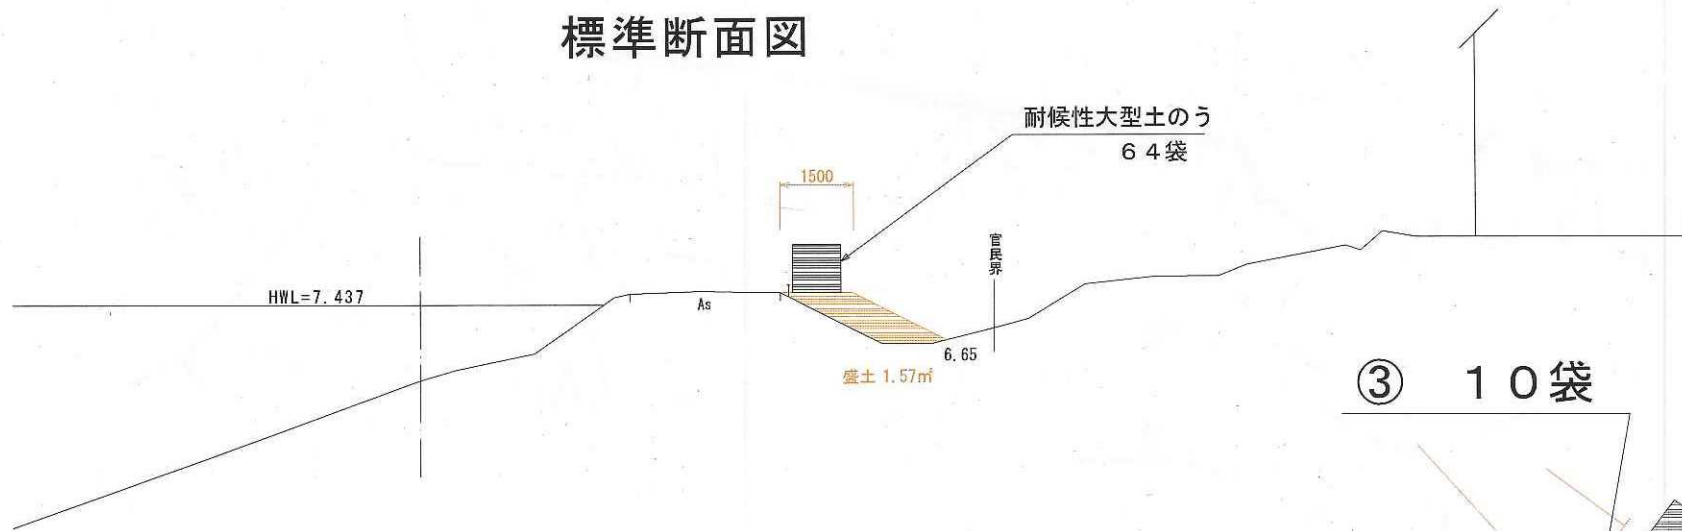 標準断面図
耐候性大型土のう
64袋
1500
官民界
HWL=7.437
As
6.65
盛土 1.57㎡
③ 10袋